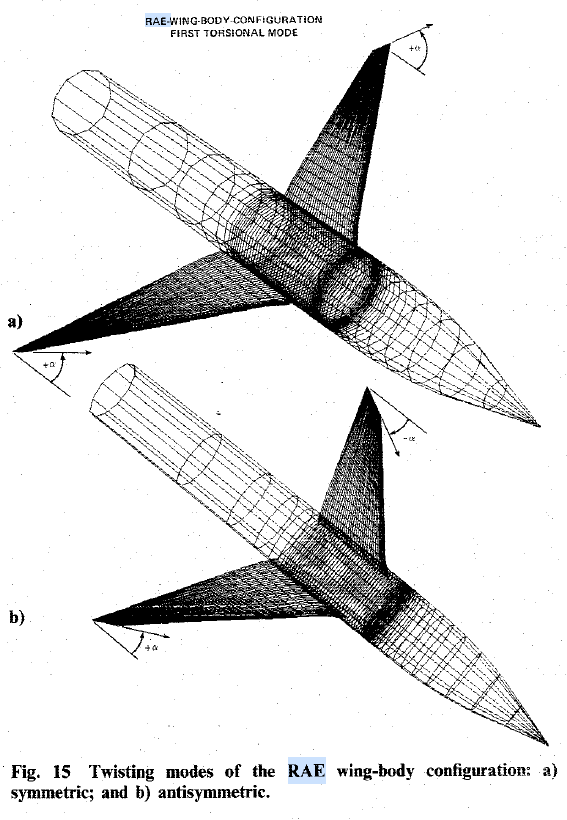 RAE-WING-BODY-CONFIGURATION
FIRST TORSIONAL MODE
+α
a)
+α
-α
b)
+α
Fig. 15 Twisting modes of the RAE wing-body configuration: a)
symmetric; and b) antisymmetric.